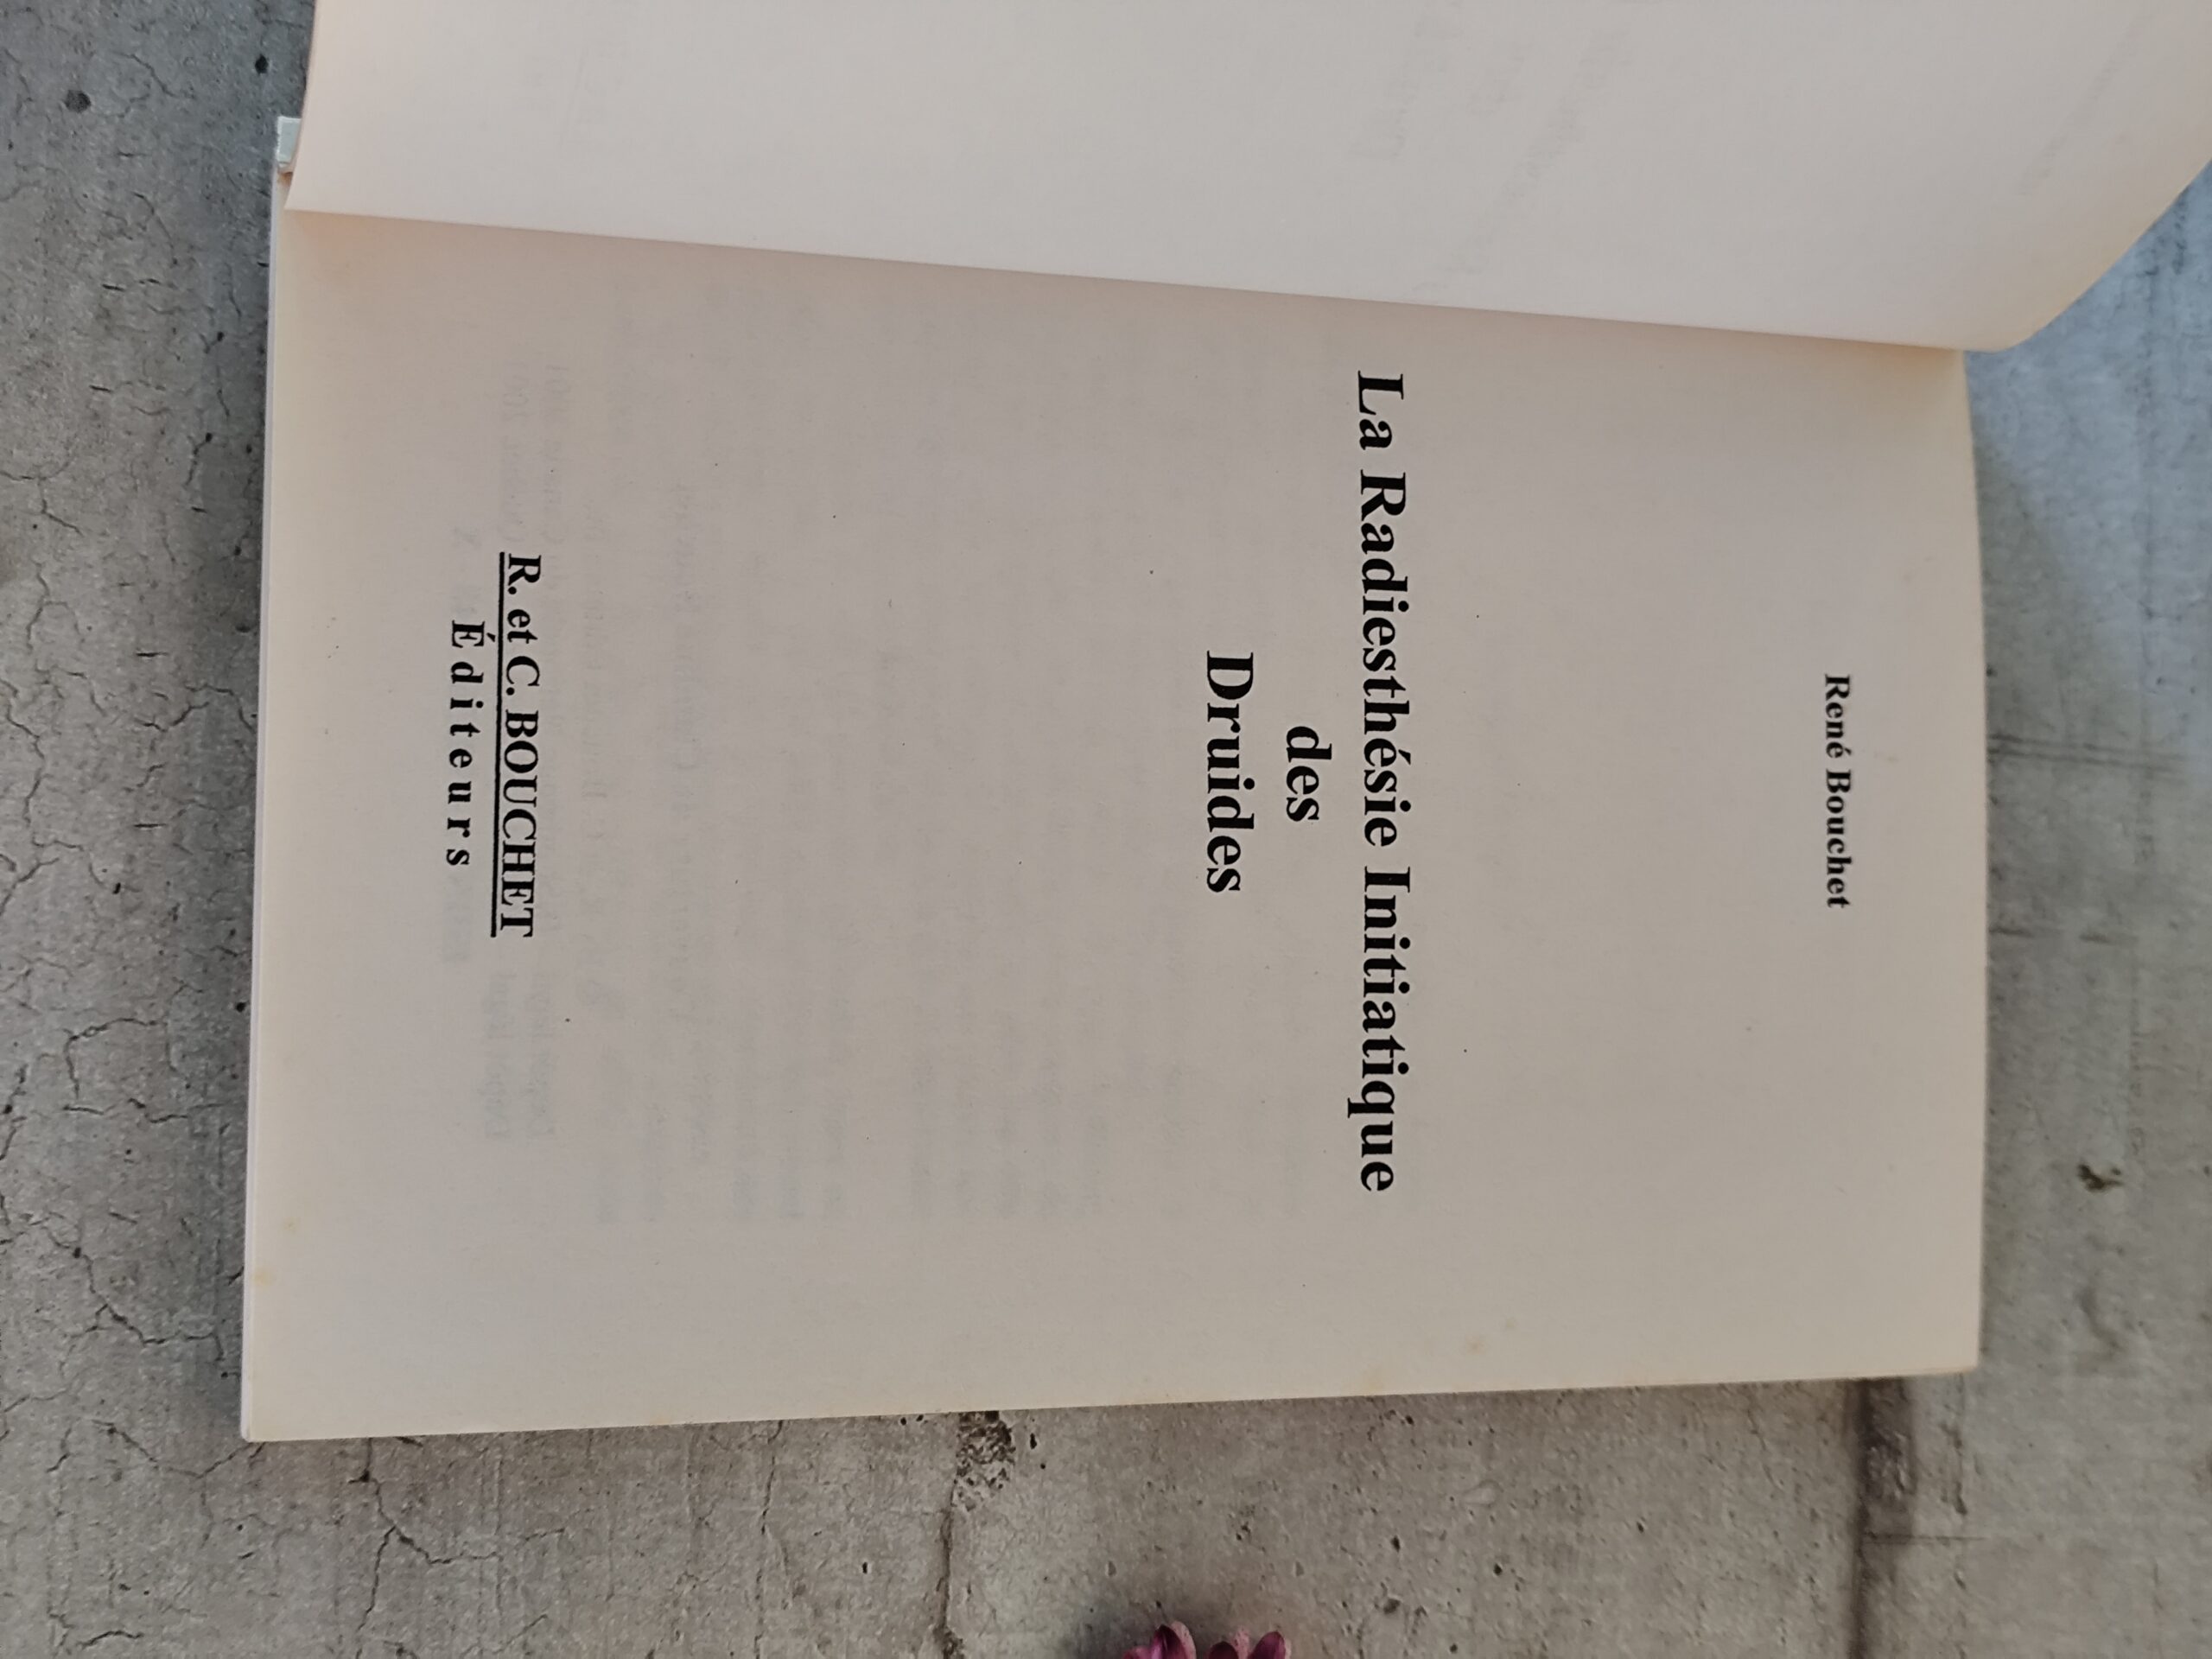 René Bouchet
La Radiesthésie Initiatique
des
Druides
R. et C. BOUCHET
Éditeurs